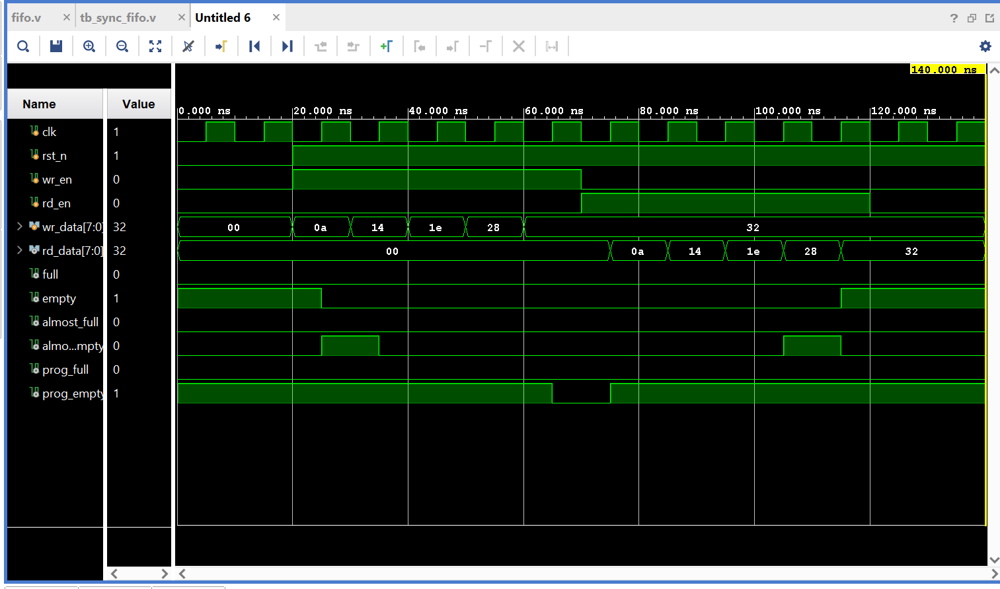 fifo.v × tb_sync_fifo.v × Untitled 6 × ?
140.000 ns
Name Value
0.000 ns 20.000 ns 40.000 ns 60.000 ns 80.000 ns 100.000 ns 120.000 ns
clk 1
rst_n 1
wr_en 0
rd_en 0
wr_data[7:0] 32 00 0a 14 1e 28 32
rd_data[7:0] 32 00 0a 14 1e 28 32
full 0
empty 1
almost_full 0
almo...mpty 0
prog_full 0
prog_empty 1